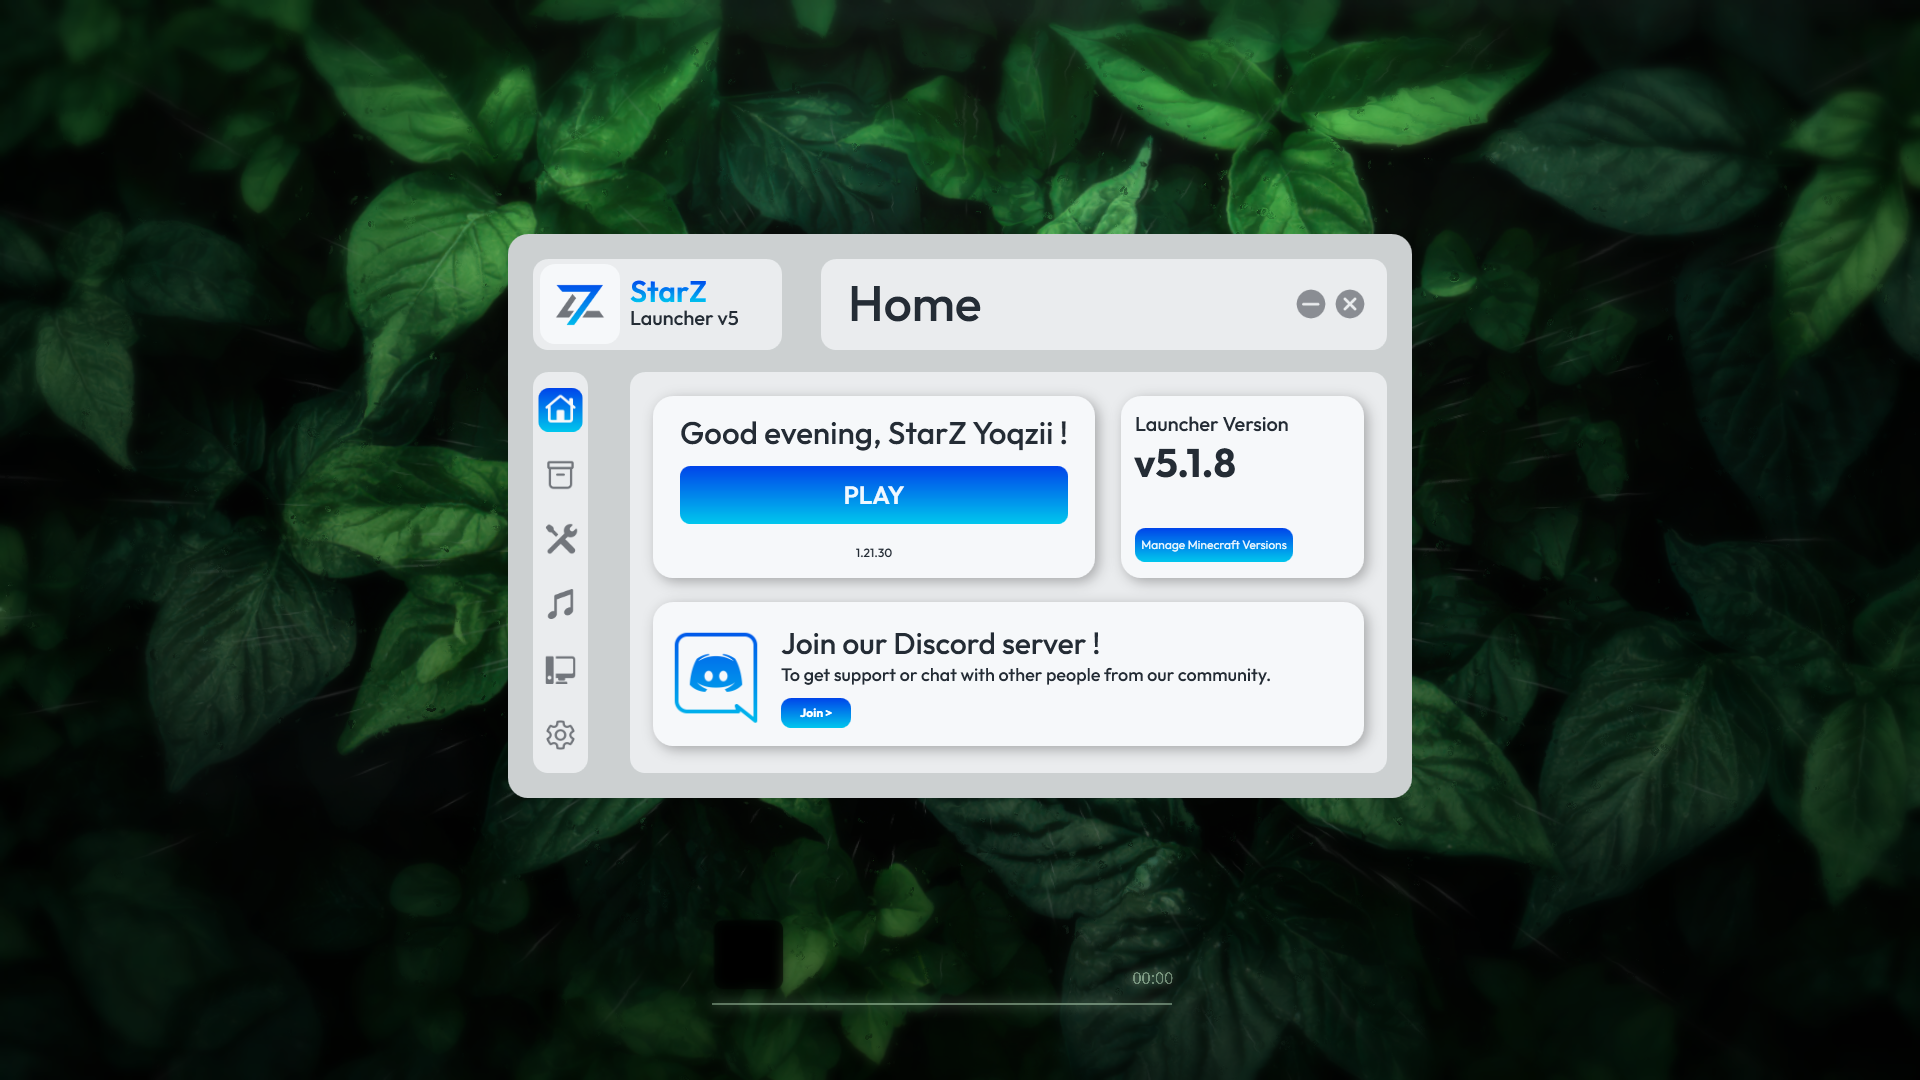 StarZ
Launcher v5
Home
Good evening, StarZ Yoqzii !
PLAY
1.21.30
Launcher Version
v5.1.8
Manage Minecraft Versions
Join our Discord server !
To get support or chat with other people from our community.
Join >
00:00